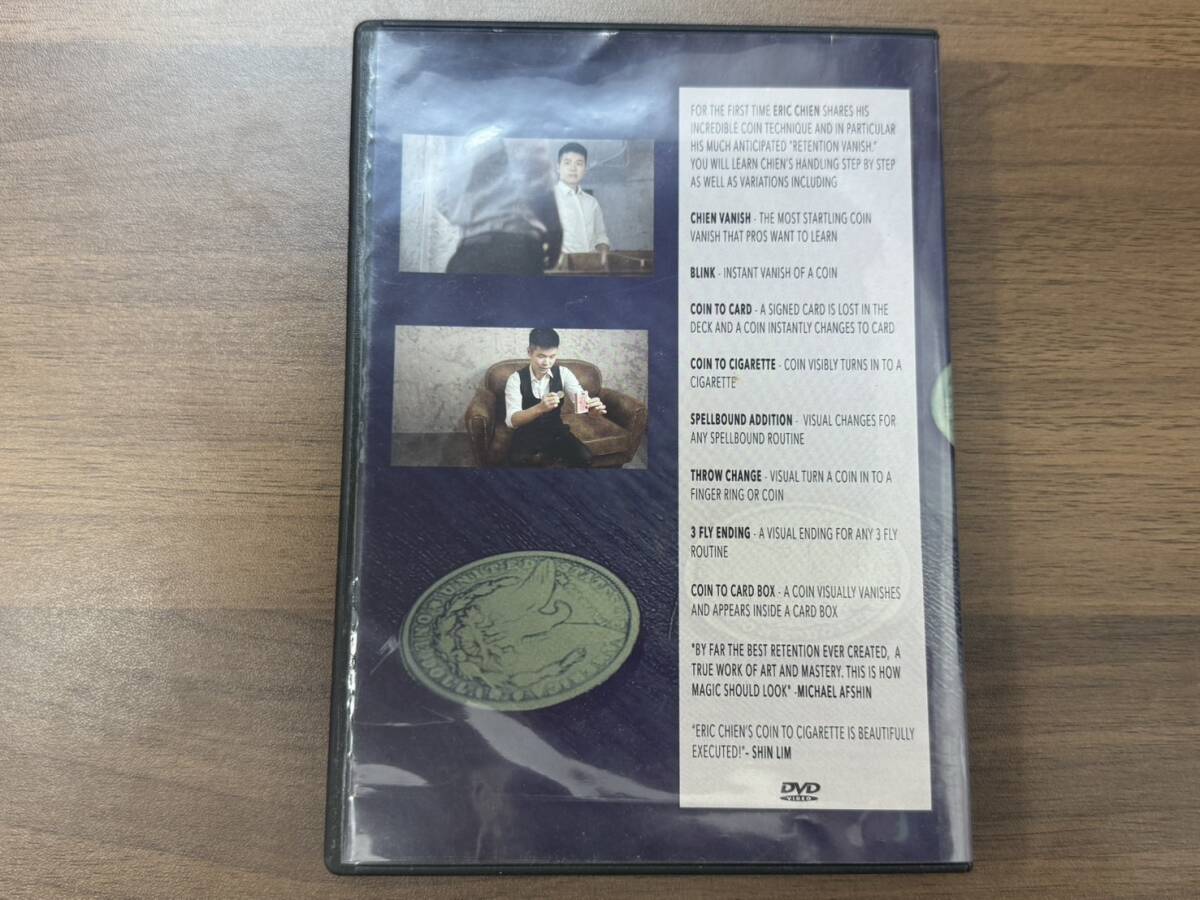 FOR THE FIRST TIME ERIC CHIEN SHARES HIS
INCREDIBLE COIN TECHNIQUE AND IN PARTICULAR
HIS MUCH ANTICIPATED "RETENTION VANISH."
YOU WILL LEARN CHIEN'S HANDLING STEP BY STEP
AS WELL AS VARIATIONS INCLUDING
CHIEN VANISH - THE MOST STARTLING COIN
VANISH THAT PROS WANT TO LEARN
BLINK - INSTANT VANISH OF A COIN
COIN TO CARD - A SIGNED CARD IS LOST IN THE
DECK AND A COIN INSTANTLY CHANGES TO CARD
COIN TO CIGARETTE - COIN VISIBLY TURNS IN TO A
CIGARETTE
SPELLBOUND ADDITION - VISUAL CHANGES FOR
ANY SPELLBOUND ROUTINE
THROW CHANGE - VISUAL TURN A COIN IN TO A
FINGER RING OR COIN
3 FLY ENDING - A VISUAL ENDING FOR ANY 3 FLY
ROUTINE
COIN TO CARD BOX - A COIN VISUALLY VANISHES
AND APPEARS INSIDE A CARD BOX
"BY FAR THE BEST RETENTION EVER CREATED, A
TRUE WORK OF ART AND MASTERY. THIS IS HOW
MAGIC SHOULD LOOK" -MICHAEL AFSHIN
"ERIC CHIEN'S COIN TO CIGARETTE IS BEAUTIFULLY
EXECUTED!"- SHIN LIM
DVD
VIDEO